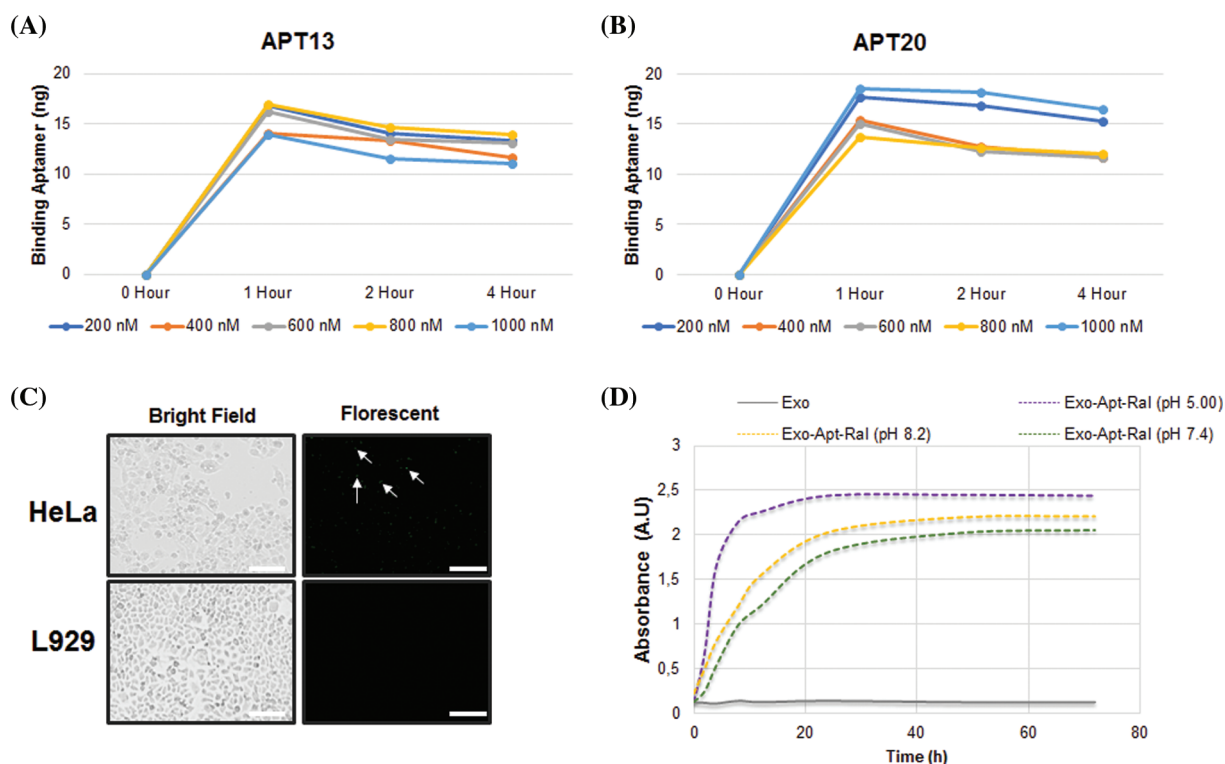 (A)
APT13
Binding Aptamer (ng)
20
15
10
5
0
0 Hour 1 Hour 2 Hour 4 Hour
200 nM 400 nM 600 nM 800 nM 1000 nM
(B)
APT20
Binding Aptamer (ng)
20
15
10
5
0
0 Hour 1 Hour 2 Hour 4 Hour
200 nM 400 nM 600 nM 800 nM 1000 nM
(C)
Bright Field Florescent
HeLa
L929
(D)
Exo Exo-Apt-Ral (pH 5.00)
Exo-Apt-Ral (pH 8.2) Exo-Apt-Ral (pH 7.4)
Absorbance (A.U)
3
2,5
2
1,5
1
0,5
0
0 20 40 60 80
Time (h)